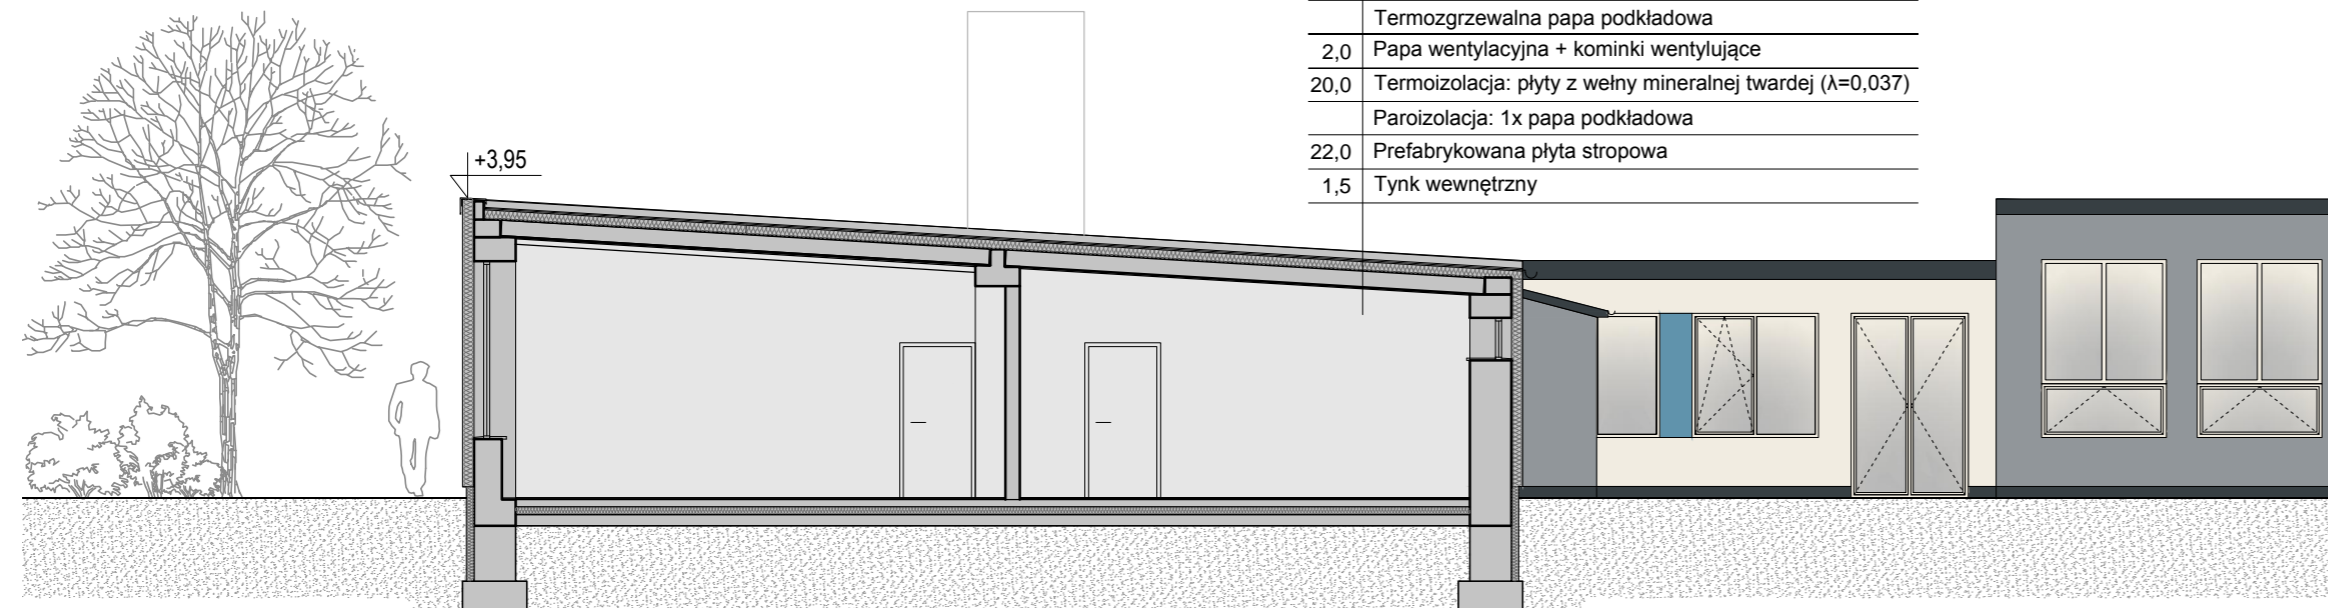 Termozgrzewalna papa podkładowa
2,0 Papa wentylacyjna + kominki wentylujące
20,0 Termoizolacja: płyty z wełny mineralnej twardej (λ=0,037)
Paroizolacja: 1x papa podkładowa
22,0 Prefabrykowana płyta stropowa
1,5 Tynk wewnętrzny
+3,95